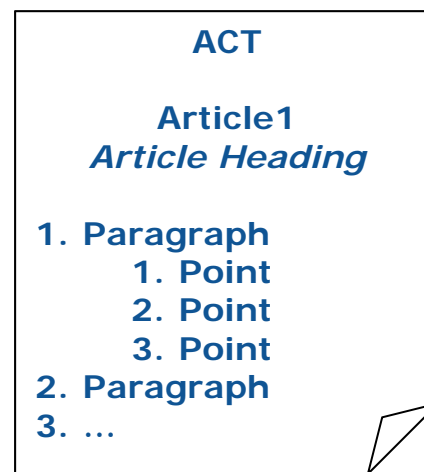 ACT
Article1
Article Heading
1. Paragraph
1. Point
2. Point
3. Point
2. Paragraph
3. ...